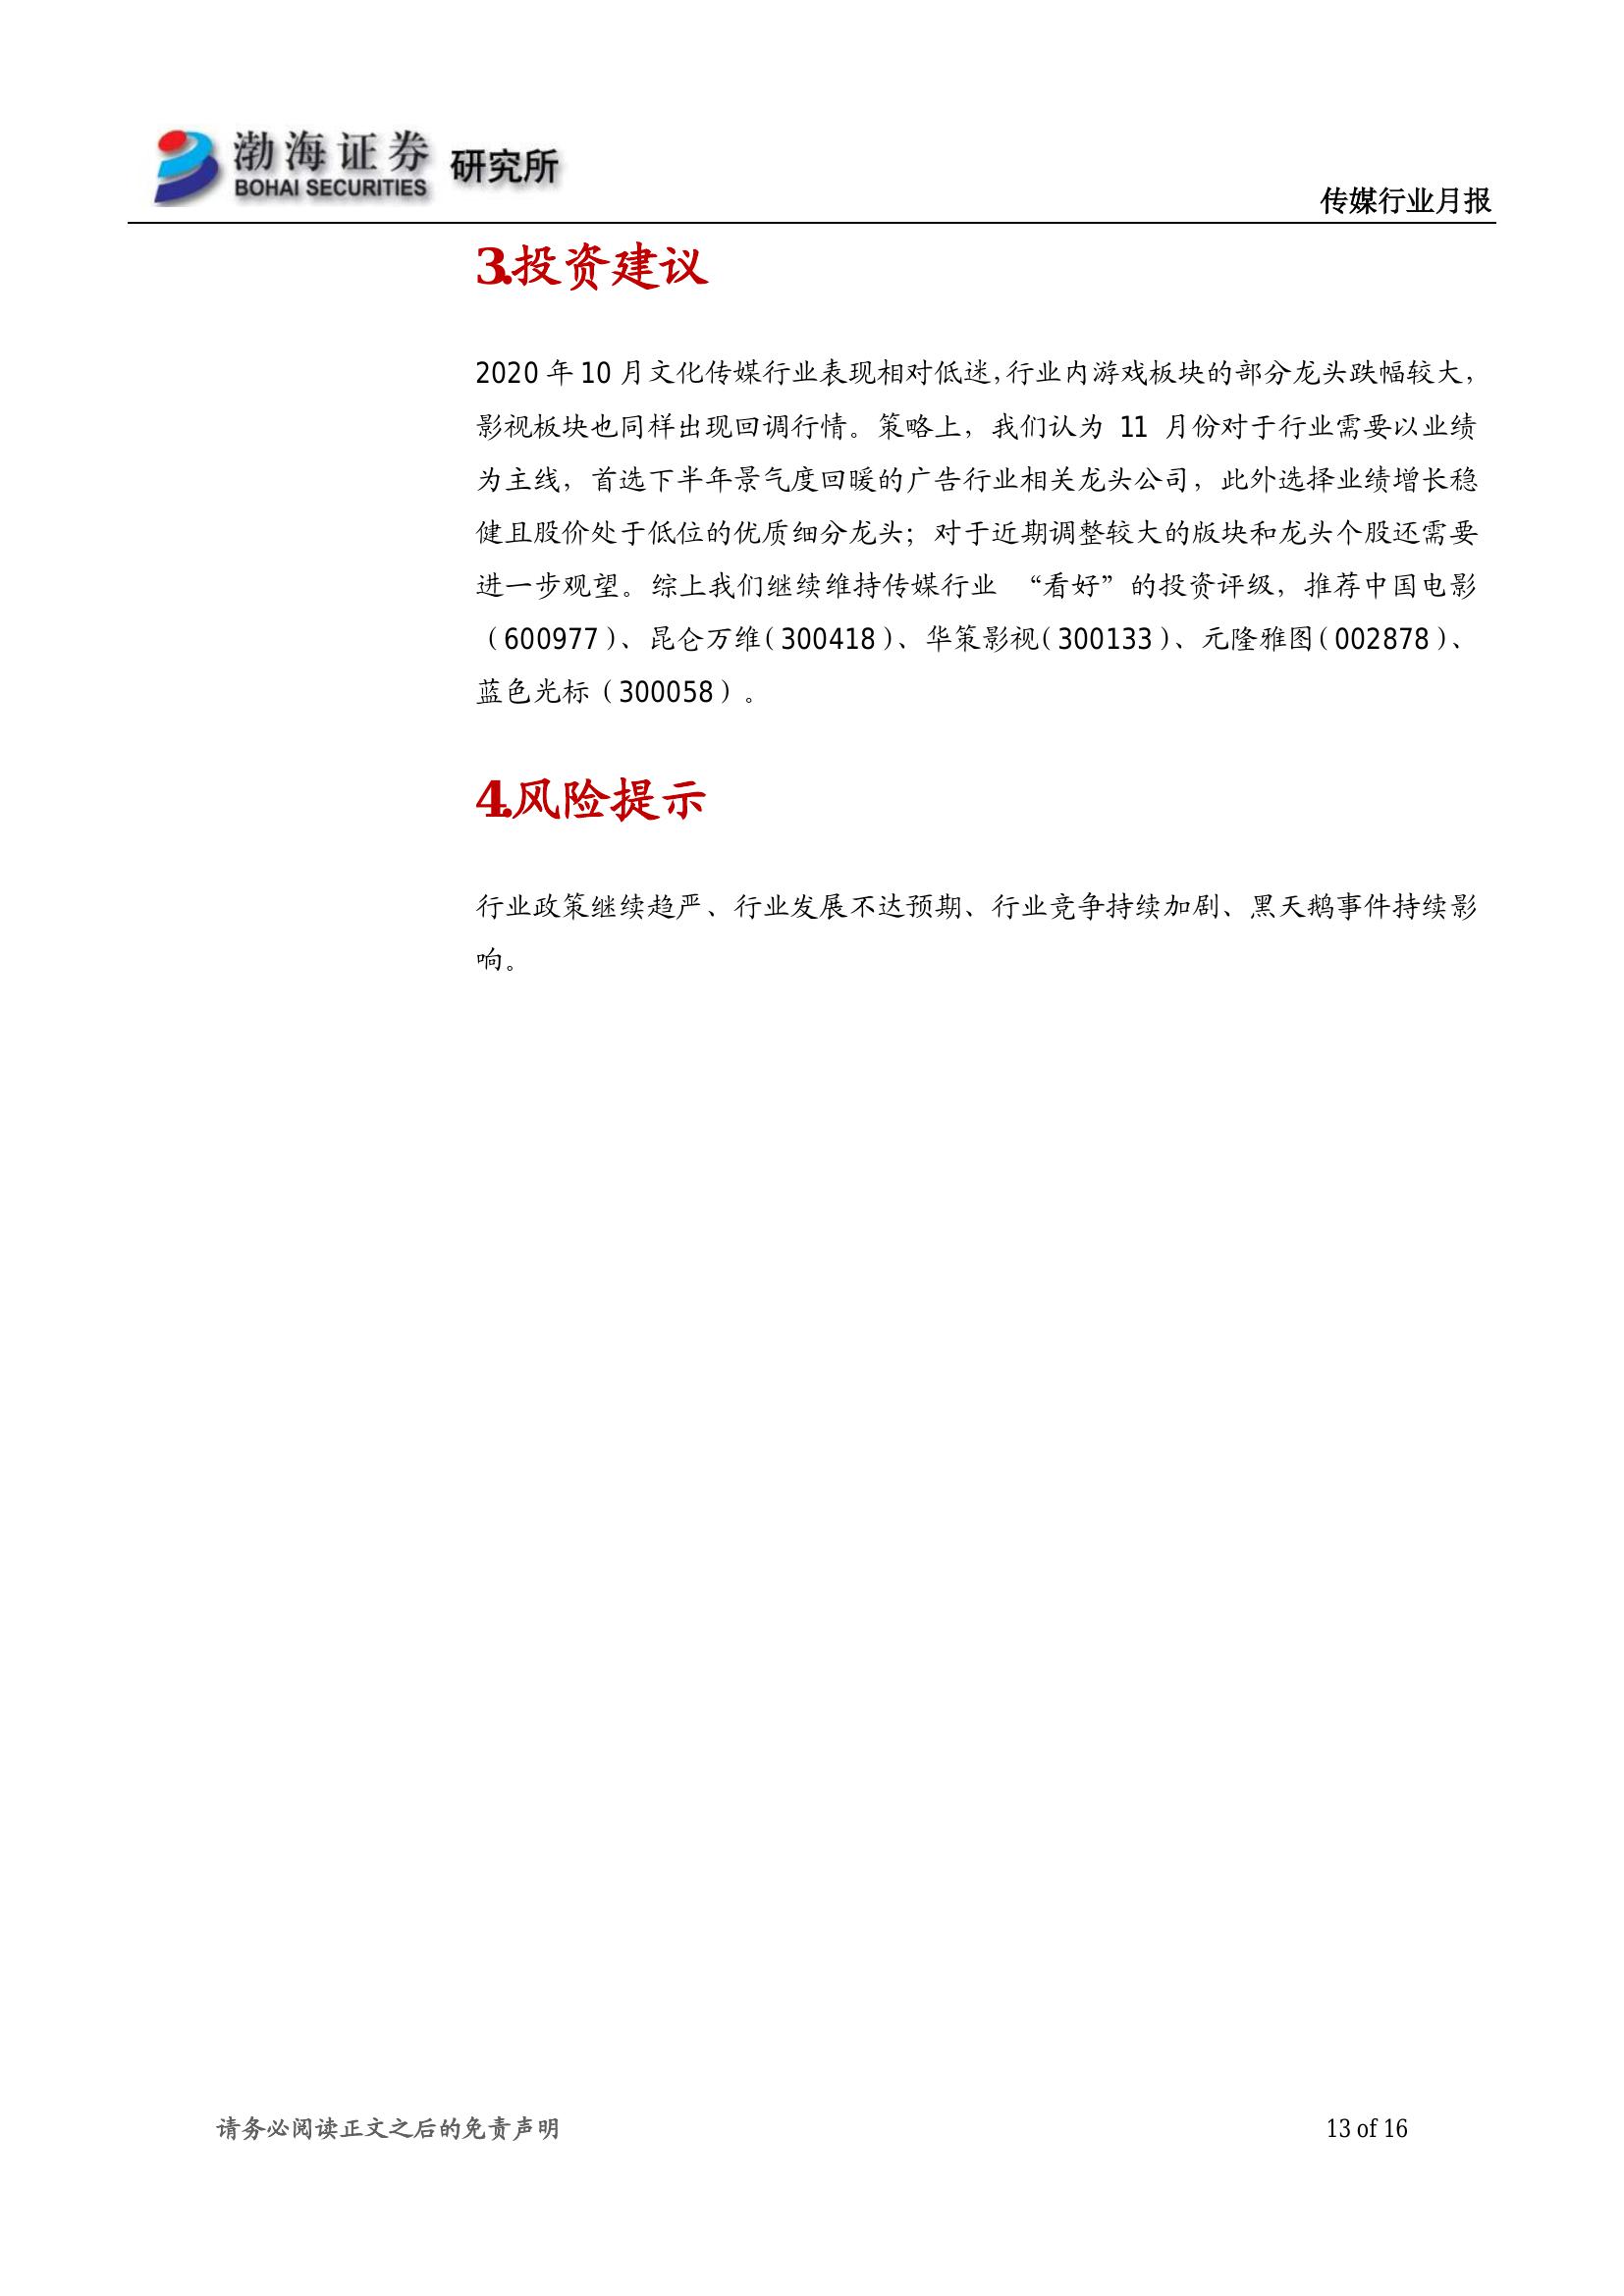 渤海证券 研究所
BOHAI SECURITIES
传媒行业月报
3.投资建议
2020 年 10 月文化传媒行业表现相对低迷，行业内游戏板块的部分龙头跌幅较大，
影视板块也同样出现回调行情。策略上，我们认为 11 月份对于行业需要以业绩
为主线，首选下半年景气度回暖的广告行业相关龙头公司，此外选择业绩增长稳
健且股价处于低位的优质细分龙头；对于近期调整较大的版块和龙头个股还需要
进一步观望。综上我们继续维持传媒行业 “看好”的投资评级，推荐中国电影
（600977）、昆仑万维（300418）、华策影视（300133）、元隆雅图（002878）、
蓝色光标（300058）。
4.风险提示
行业政策继续趋严、行业发展不达预期、行业竞争持续加剧、黑天鹅事件持续影
响。
请务必阅读正文之后的免责声明
13 of 16